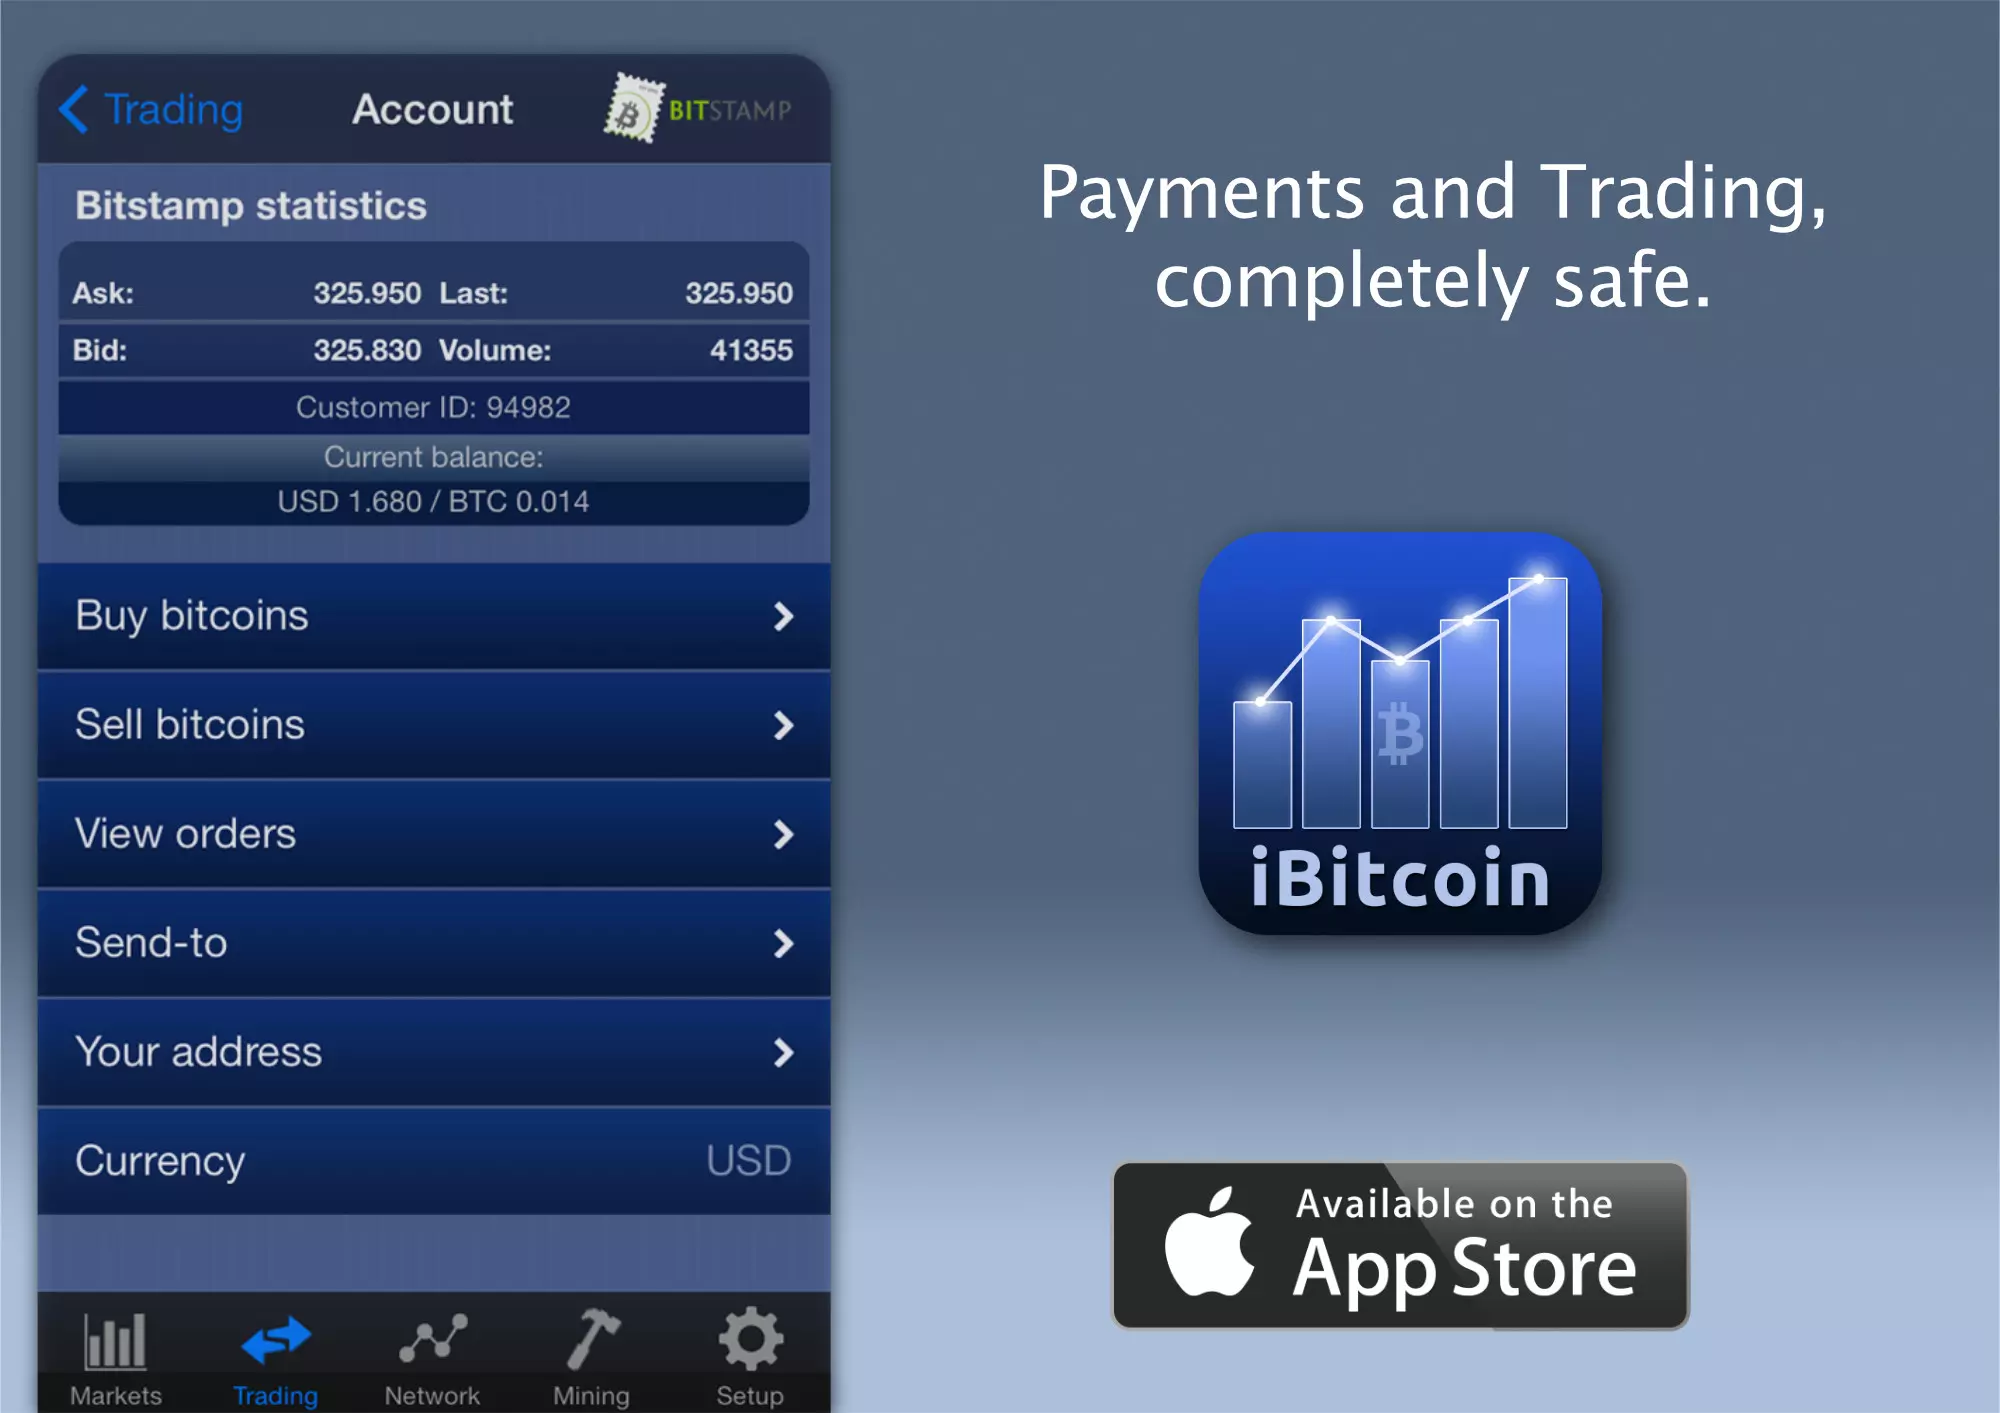 Trading
Account
BITSTAMP
Bitstamp statistics
Ask: 325.950 Last: 325.950
Bid: 325.830 Volume: 41355
Customer ID: 94982
Current balance:
USD 1.680 / BTC 0.014
Buy bitcoins
Sell bitcoins
View orders
Send-to
Your address
Currency USD
Markets Trading Network Mining Setup
Payments and Trading,
completely safe.
iBitcoin
Available on the
App Store